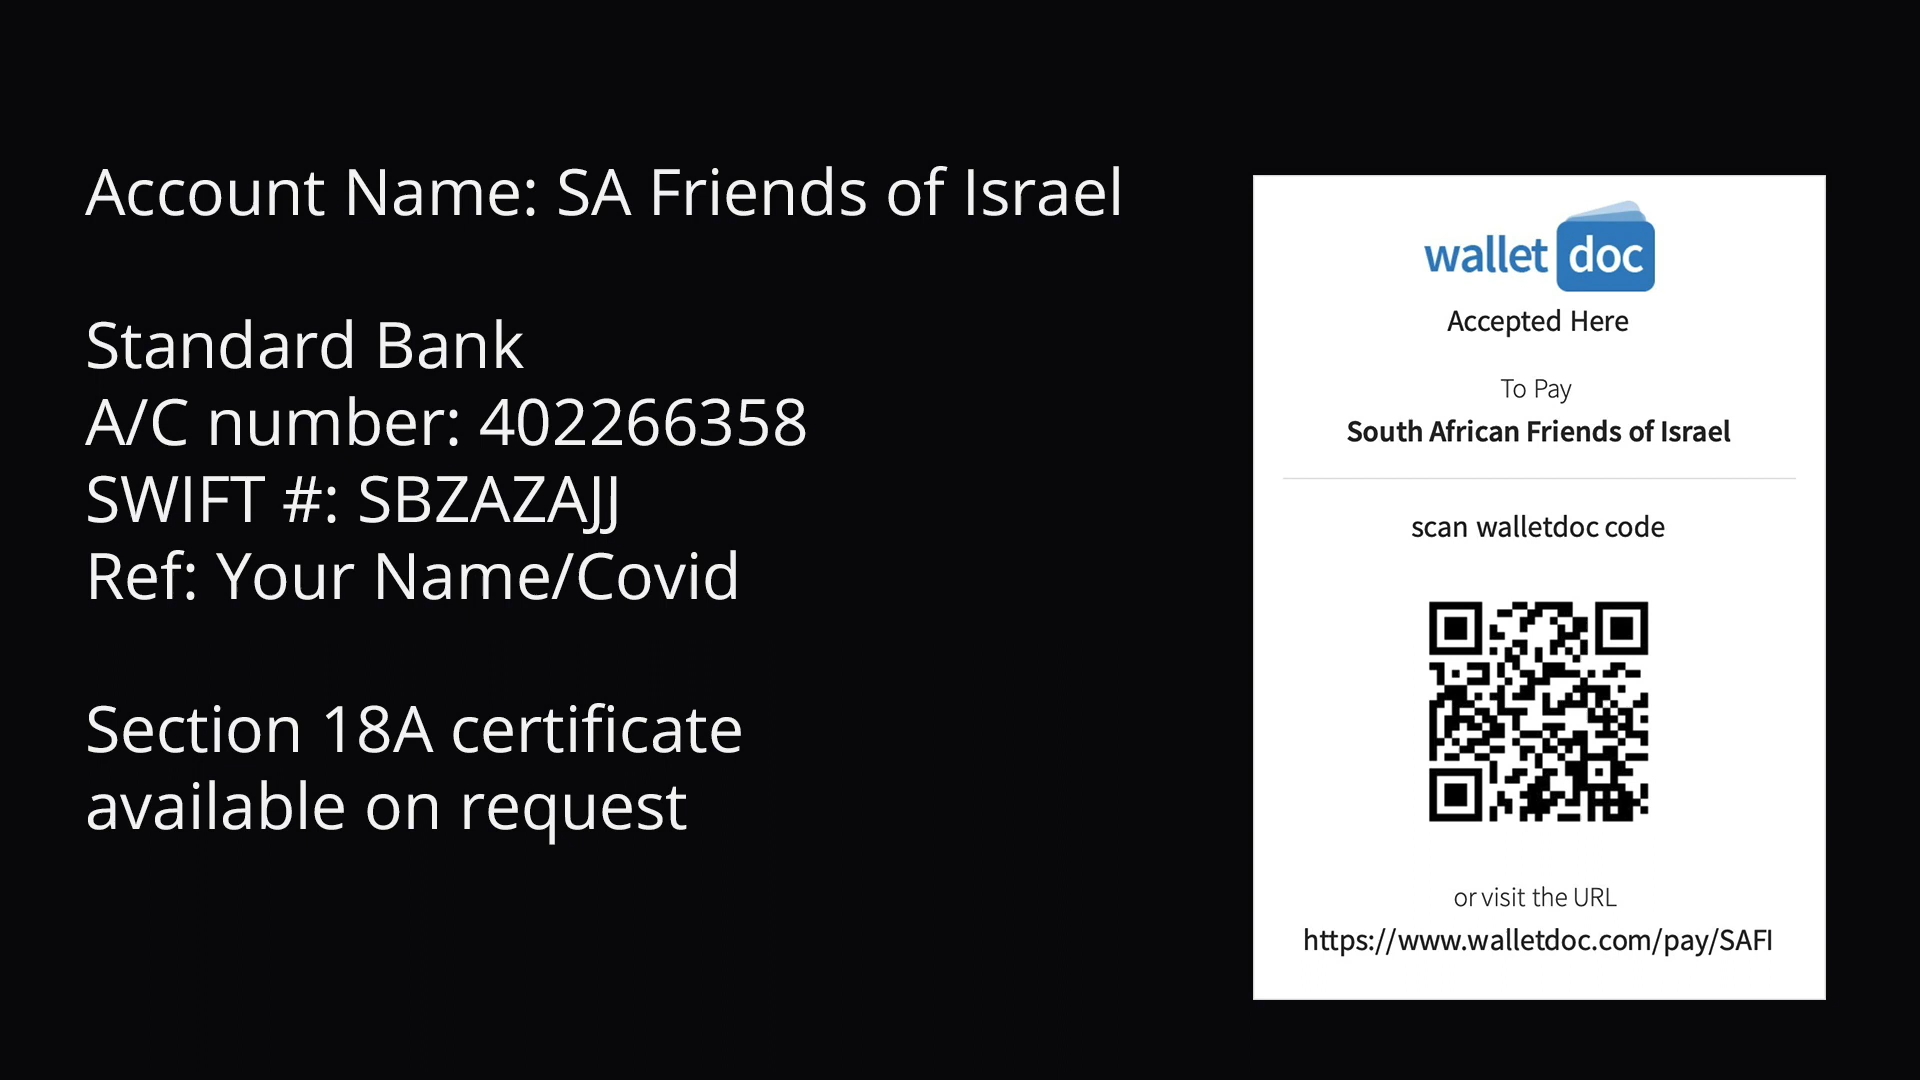 Account Name: SA Friends of Israel
Standard Bank
A/C number: 402266358
SWIFT #: SBZAZAJJ
Ref: Your Name/Covid
Section 18A certificate
available on request
wallet doc
Accepted Here
To Pay
South African Friends of Israel
scan walletdoc code
or visit the URL
https://www.walletdoc.com/pay/SAFI